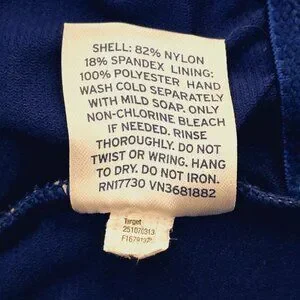 SHELL: 82% NYLON
18% SPANDEX LINING:
100% POLYESTER HAND
WASH COLD SEPARATELY
WITH MILD SOAP. ONLY
NON-CHLORINE BLEACH
IF NEEDED. RINSE
THOROUGHLY. DO NOT
TWIST OR WRING. HANG
TO DRY. DO NOT IRON.
RN17730 VN3681882
Target
251070313